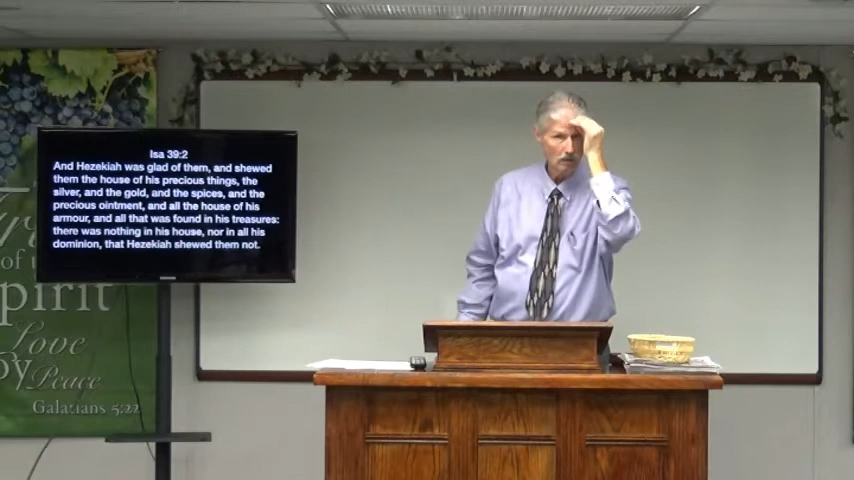 Isa 39:2
And Hezekiah was glad of them, and shewed
them the house of his precious things, the
silver, and the gold, and the spices, and the
precious ointment, and all the house of his
armour, and all that was found in his treasures:
there was nothing in his house, nor in all his
dominion, that Hezekiah shewed them not.
of
Spirit
Love
Peace
Galatians 5:22